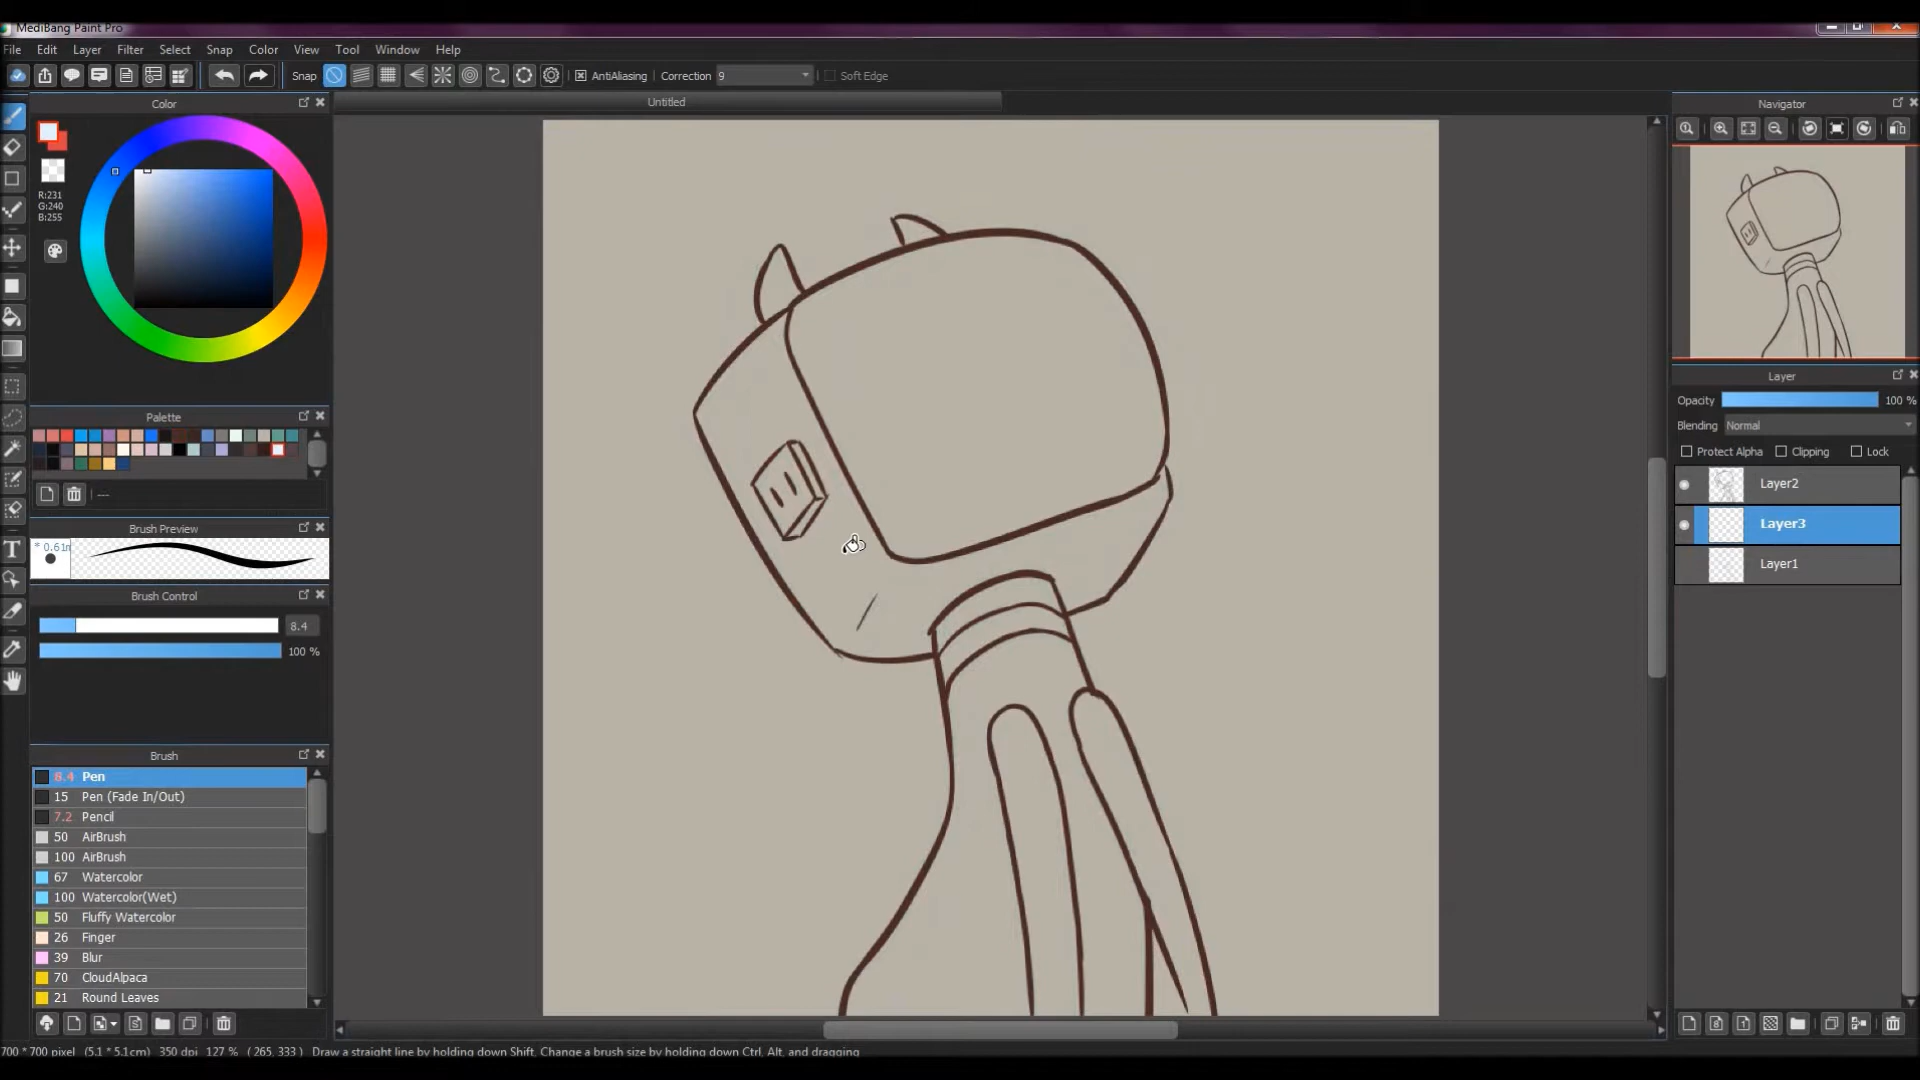 MediBang Paint Pro
File Edit Layer Filter Select Snap Color View Tool Window Help
Snap AntiAliasing Correction 9 Soft Edge
Color
Untitled
Navigator
R:231
G:240
B:255
Layer
Opacity 100 %
Blending Normal
Protect Alpha Clipping Lock
Layer2
Layer3
Layer1
Palette
---
Brush Preview
Brush Control
8.4
100 %
Brush
8.4 Pen
15 Pen (Fade In/Out)
7.2 Pencil
50 AirBrush
100 AirBrush
67 Watercolor
100 Watercolor(Wet)
50 Fluffy Watercolor
26 Finger
39 Blur
70 CloudAlpaca
21 Round Leaves
700 * 700 pixel (5.1 * 5.1cm) 350 dpi 127 % ( 265, 333 ) Draw a straight line by holding down Shift, Change a brush size by holding down Ctrl, Alt, and dragging